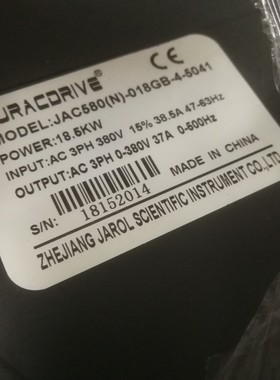 URACDRIVE
CE
MODEL:JAC580(N)-018GB-4-5041
POWER:18.5KW
INPUT:AC 3PH 380V 15% 38.5A 47-63Hz
OUTPUT:AC 3PH 0-380V 37A 0-500Hz
S/N:
18152014
MADE IN CHINA
ZHEJIANG JAROL SCIENTIFIC INSTRUMENT CO.,L